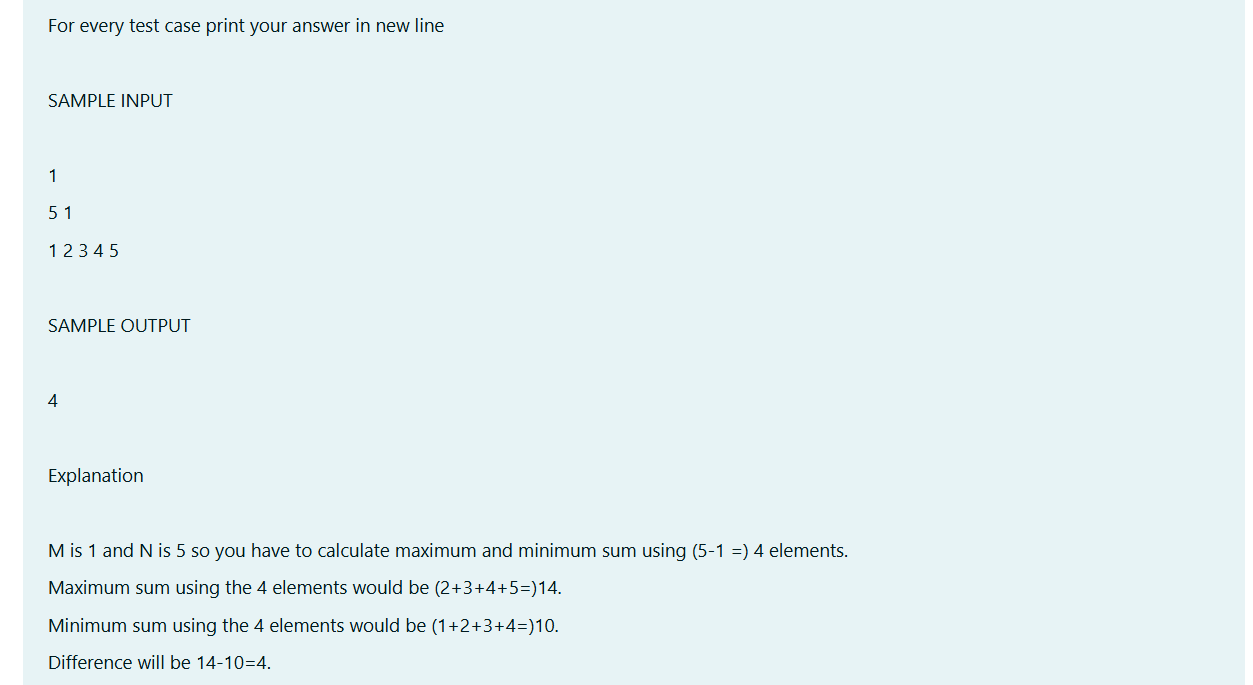 For every test case print your answer in new line
SAMPLE INPUT
1
5 1
1 2 3 4 5
SAMPLE OUTPUT
4
Explanation
M is 1 and N is 5 so you have to calculate maximum and minimum sum using (5-1 =) 4 elements.
Maximum sum using the 4 elements would be (2+3+4+5=)14.
Minimum sum using the 4 elements would be (1+2+3+4=)10.
Difference will be 14-10=4.